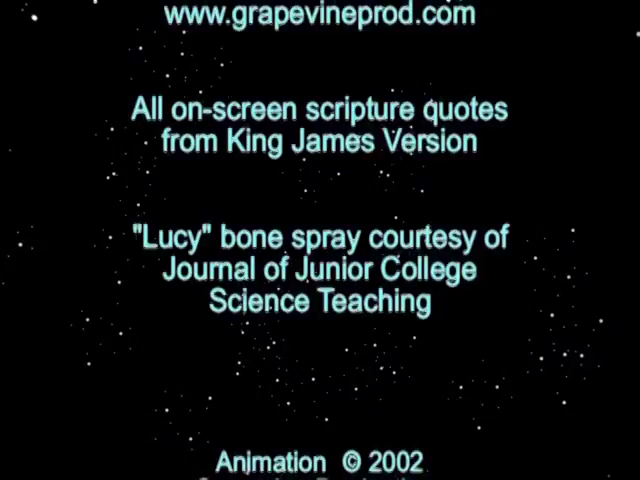 www.grapevineprod.com
All on-screen scripture quotes
from King James Version
"Lucy" bone spray courtesy of
Journal of Junior College
Science Teaching
Animation © 2002